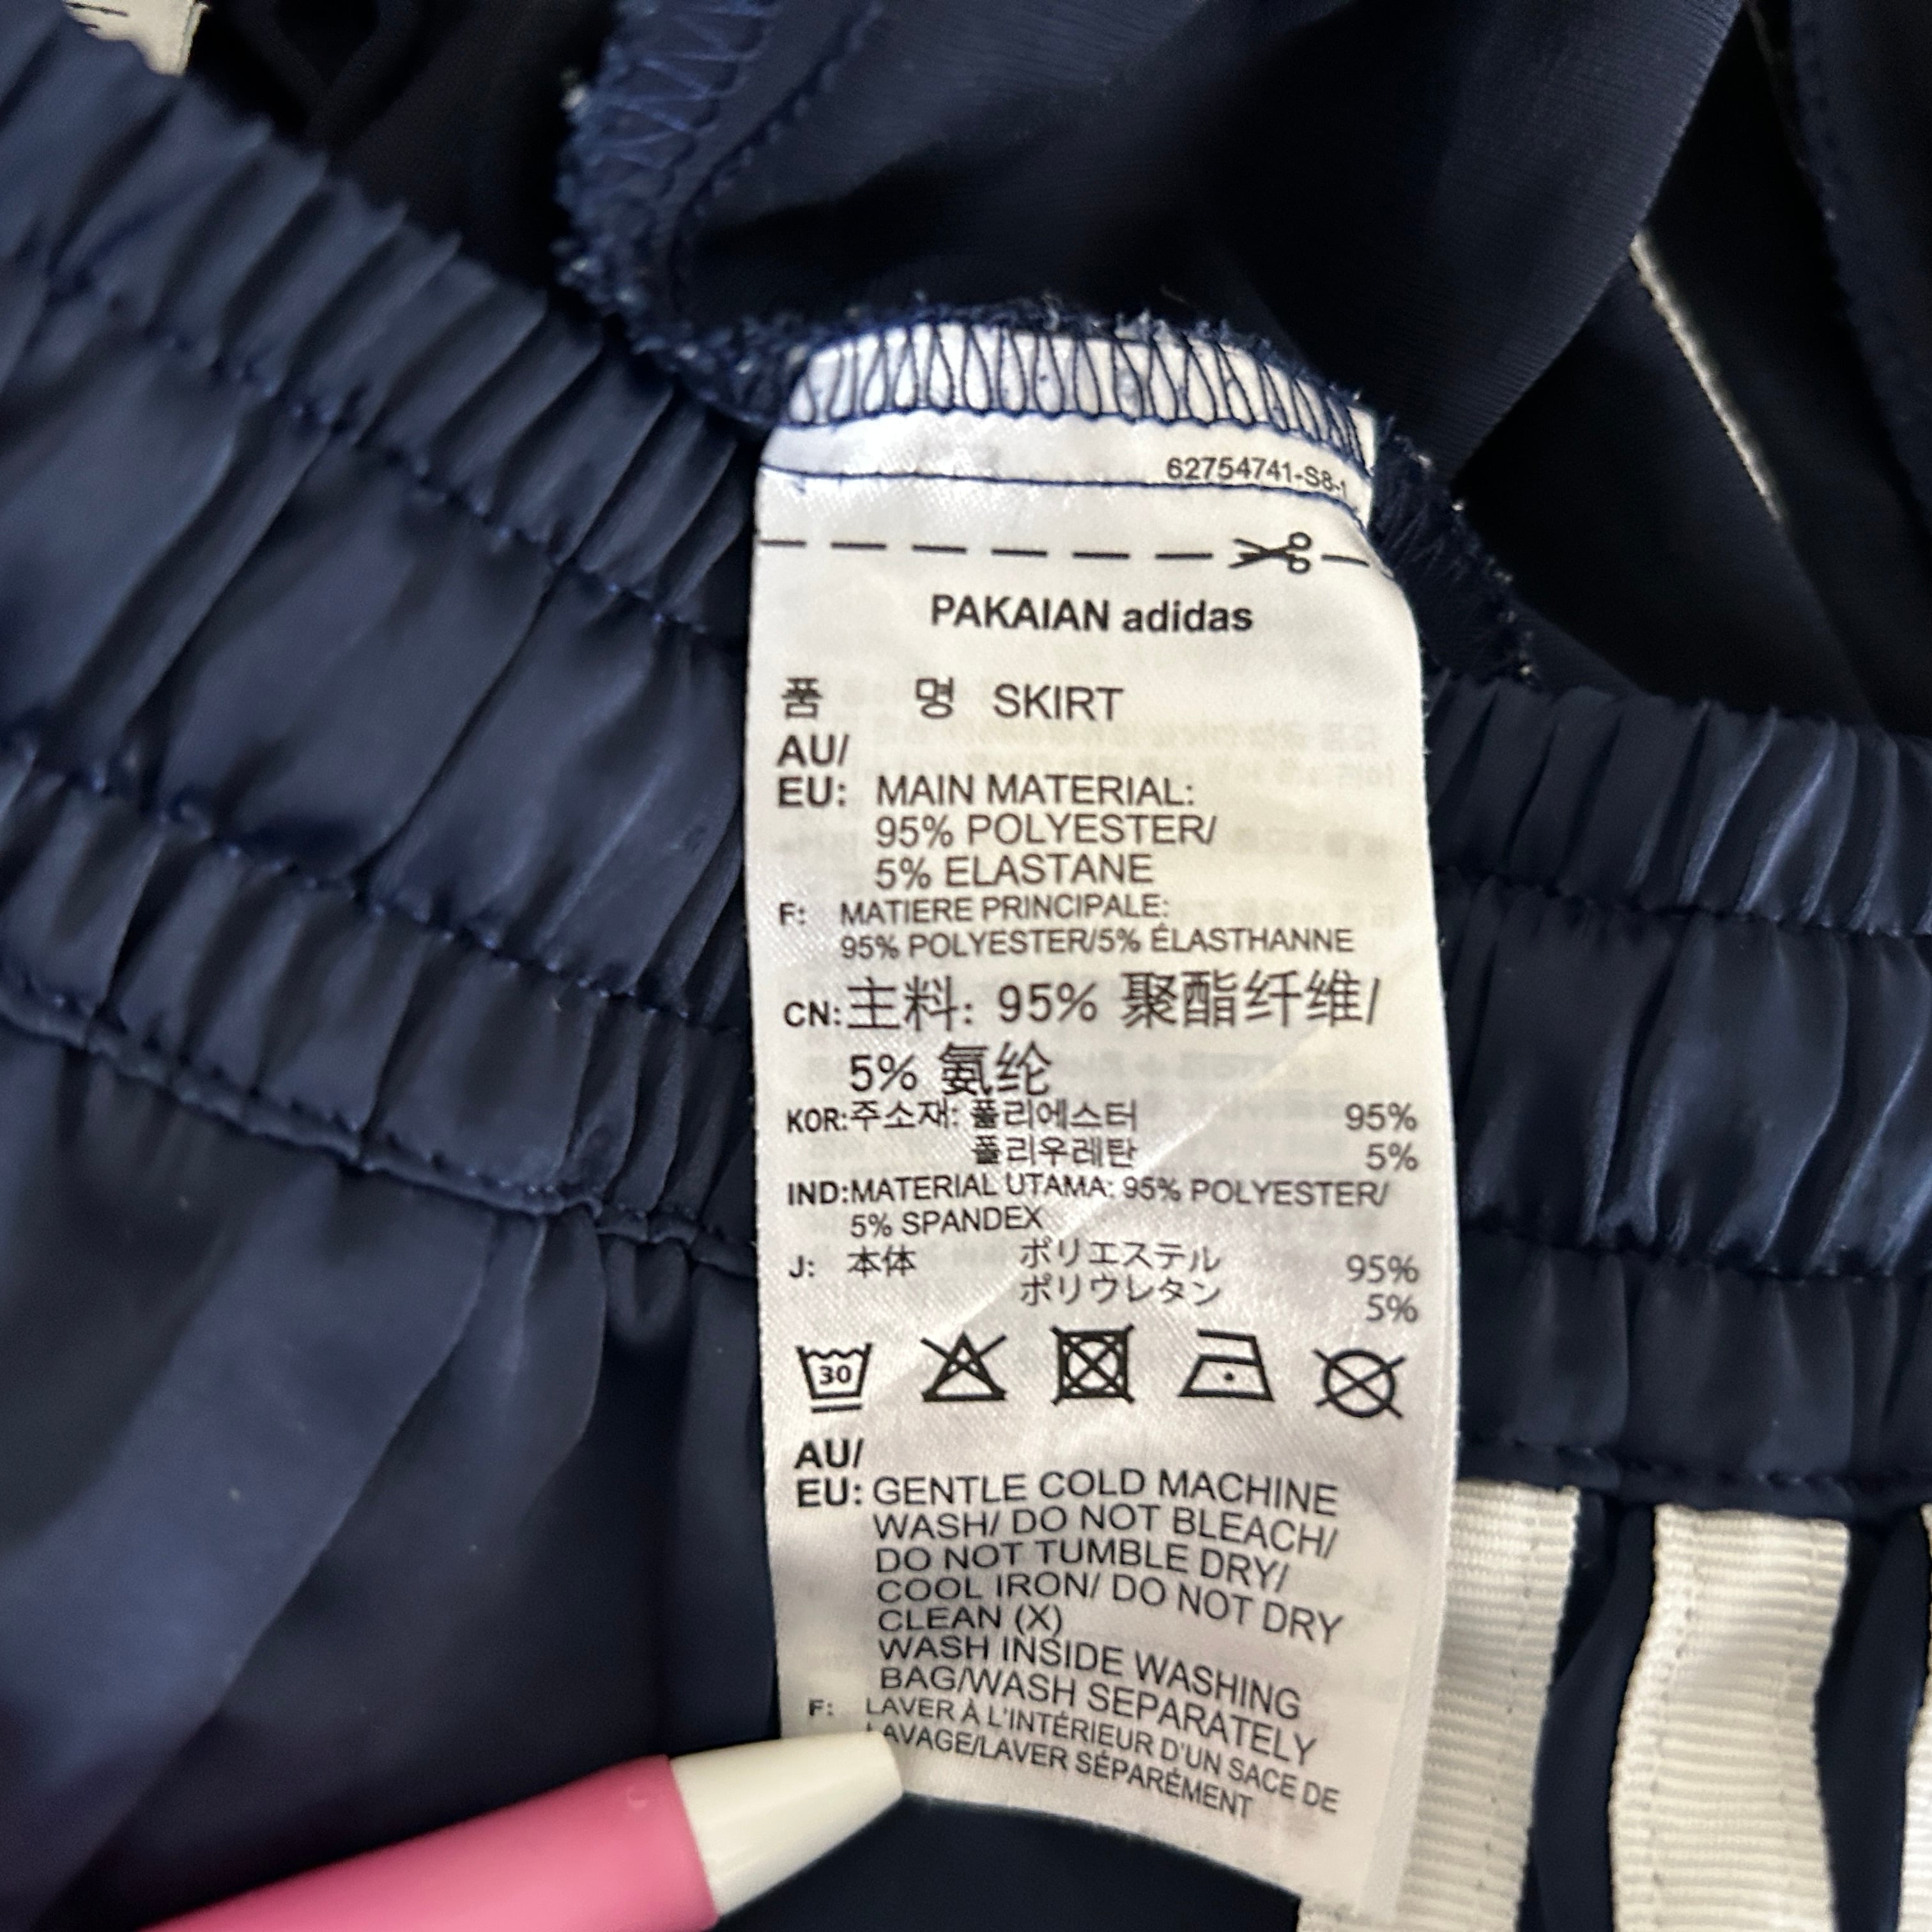 62754741-S8-1
PAKAIAN adidas
품 명 SKIRT
AU/
EU: MAIN MATERIAL:
95% POLYESTER/
5% ELASTANE
F: MATIERE PRINCIPALE:
95% POLYESTER/5% ÉLASTHANNE
CN: 主料: 95% 聚酯纤维/
5% 氨纶
KOR: 주소재: 폴리에스터 95%
폴리우레탄 5%
IND: MATERIAL UTAMA: 95% POLYESTER/
5% SPANDEX
J: 本体 ポリエステル 95%
ポリウレタン 5%
30
AU/
EU: GENTLE COLD MACHINE
WASH/ DO NOT BLEACH/
DO NOT TUMBLE DRY/
COOL IRON/ DO NOT DRY
CLEAN (X)
WASH INSIDE WASHING
BAG/WASH SEPARATELY
F: LAVER À L'INTÉRIEUR D'UN SACE DE
LAVAGE/LAVER SÉPARÉMENT